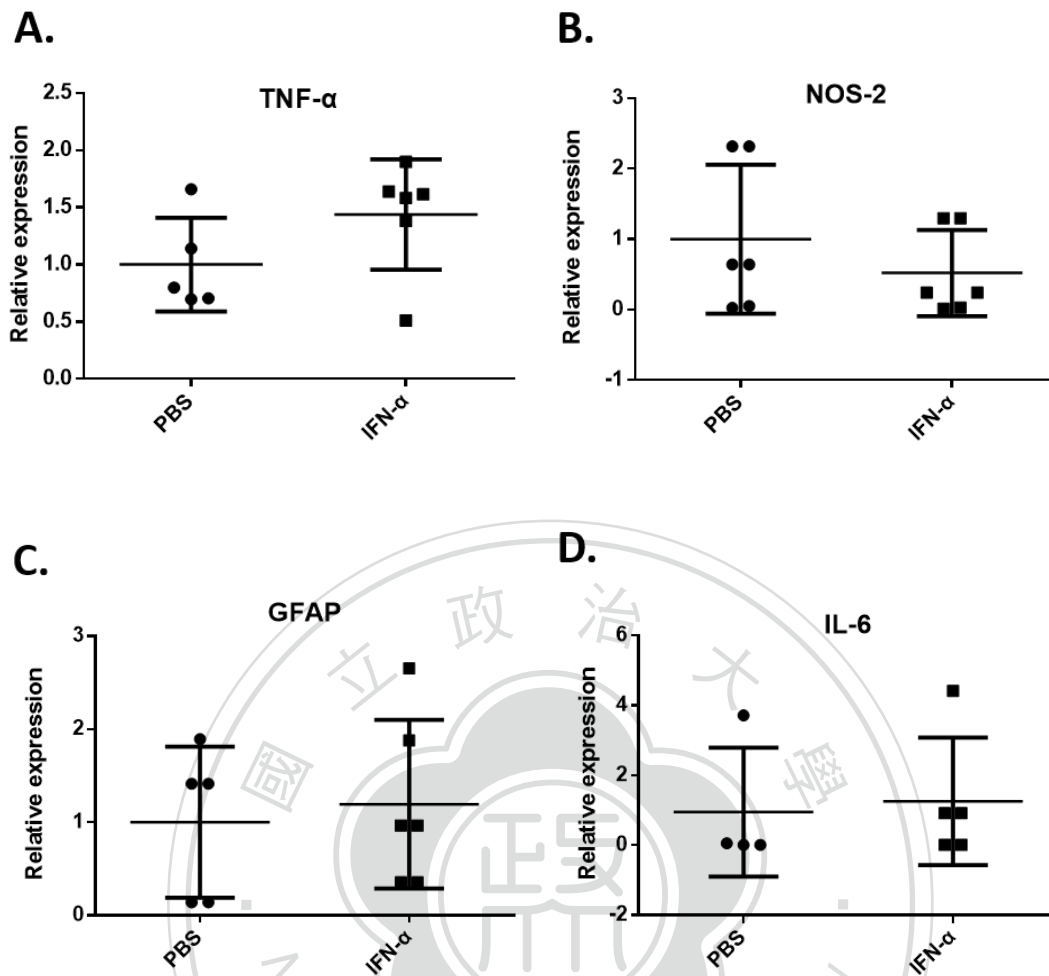 A.
TNF-α
Relative expression
2.5
2.0
1.5
1.0
0.5
0.0
PBS
IFN-α
B.
NOS-2
Relative expression
3
2
1
0
-1
PBS
IFN-α
C.
GFAP
Relative expression
3
2
1
0
PBS
IFN-α
D.
IL-6
Relative expression
6
4
2
0
-2
PBS
IFN-α
國立政治大學